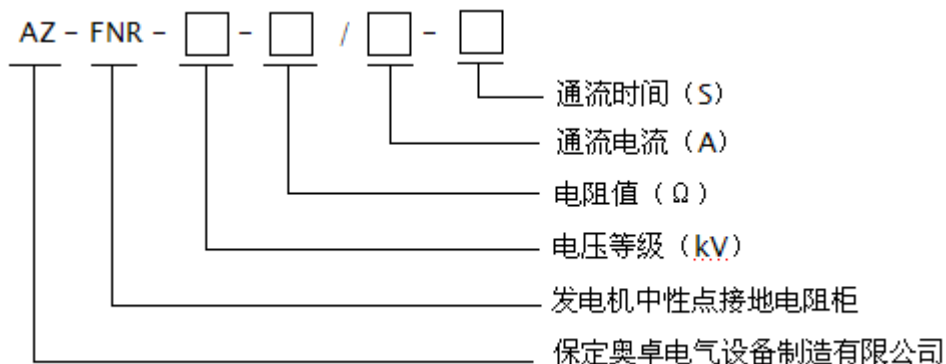 AZ - FNR - □ - □ / □ - □
通流时间（S）
通流电流（A）
电阻值（Ω）
电压等级（kV）
发电机中性点接地电阻柜
保定奥卓电气设备制造有限公司